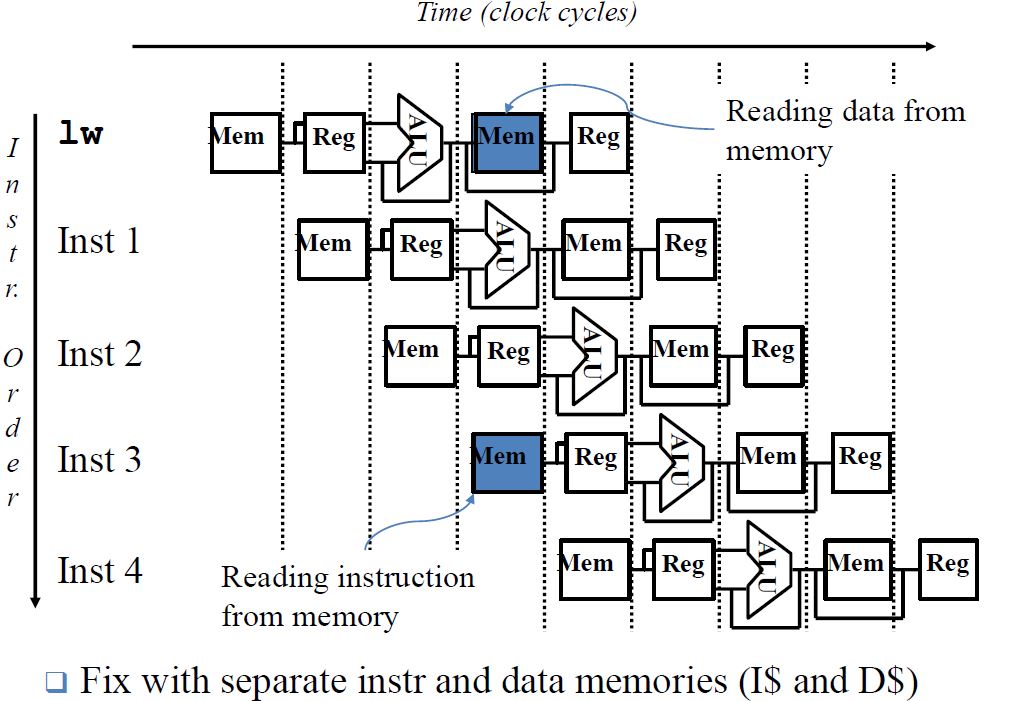 Time (clock cycles)
Instr. Order
lw
Mem Reg ALU Mem Reg
Reading data from
memory
Inst 1
Mem Reg ALU Mem Reg
Inst 2
Mem Reg ALU Mem Reg
Inst 3
Mem Reg ALU Mem Reg
Inst 4
Mem Reg ALU Mem Reg
Reading instruction
from memory
Fix with separate instr and data memories (I$ and D$)